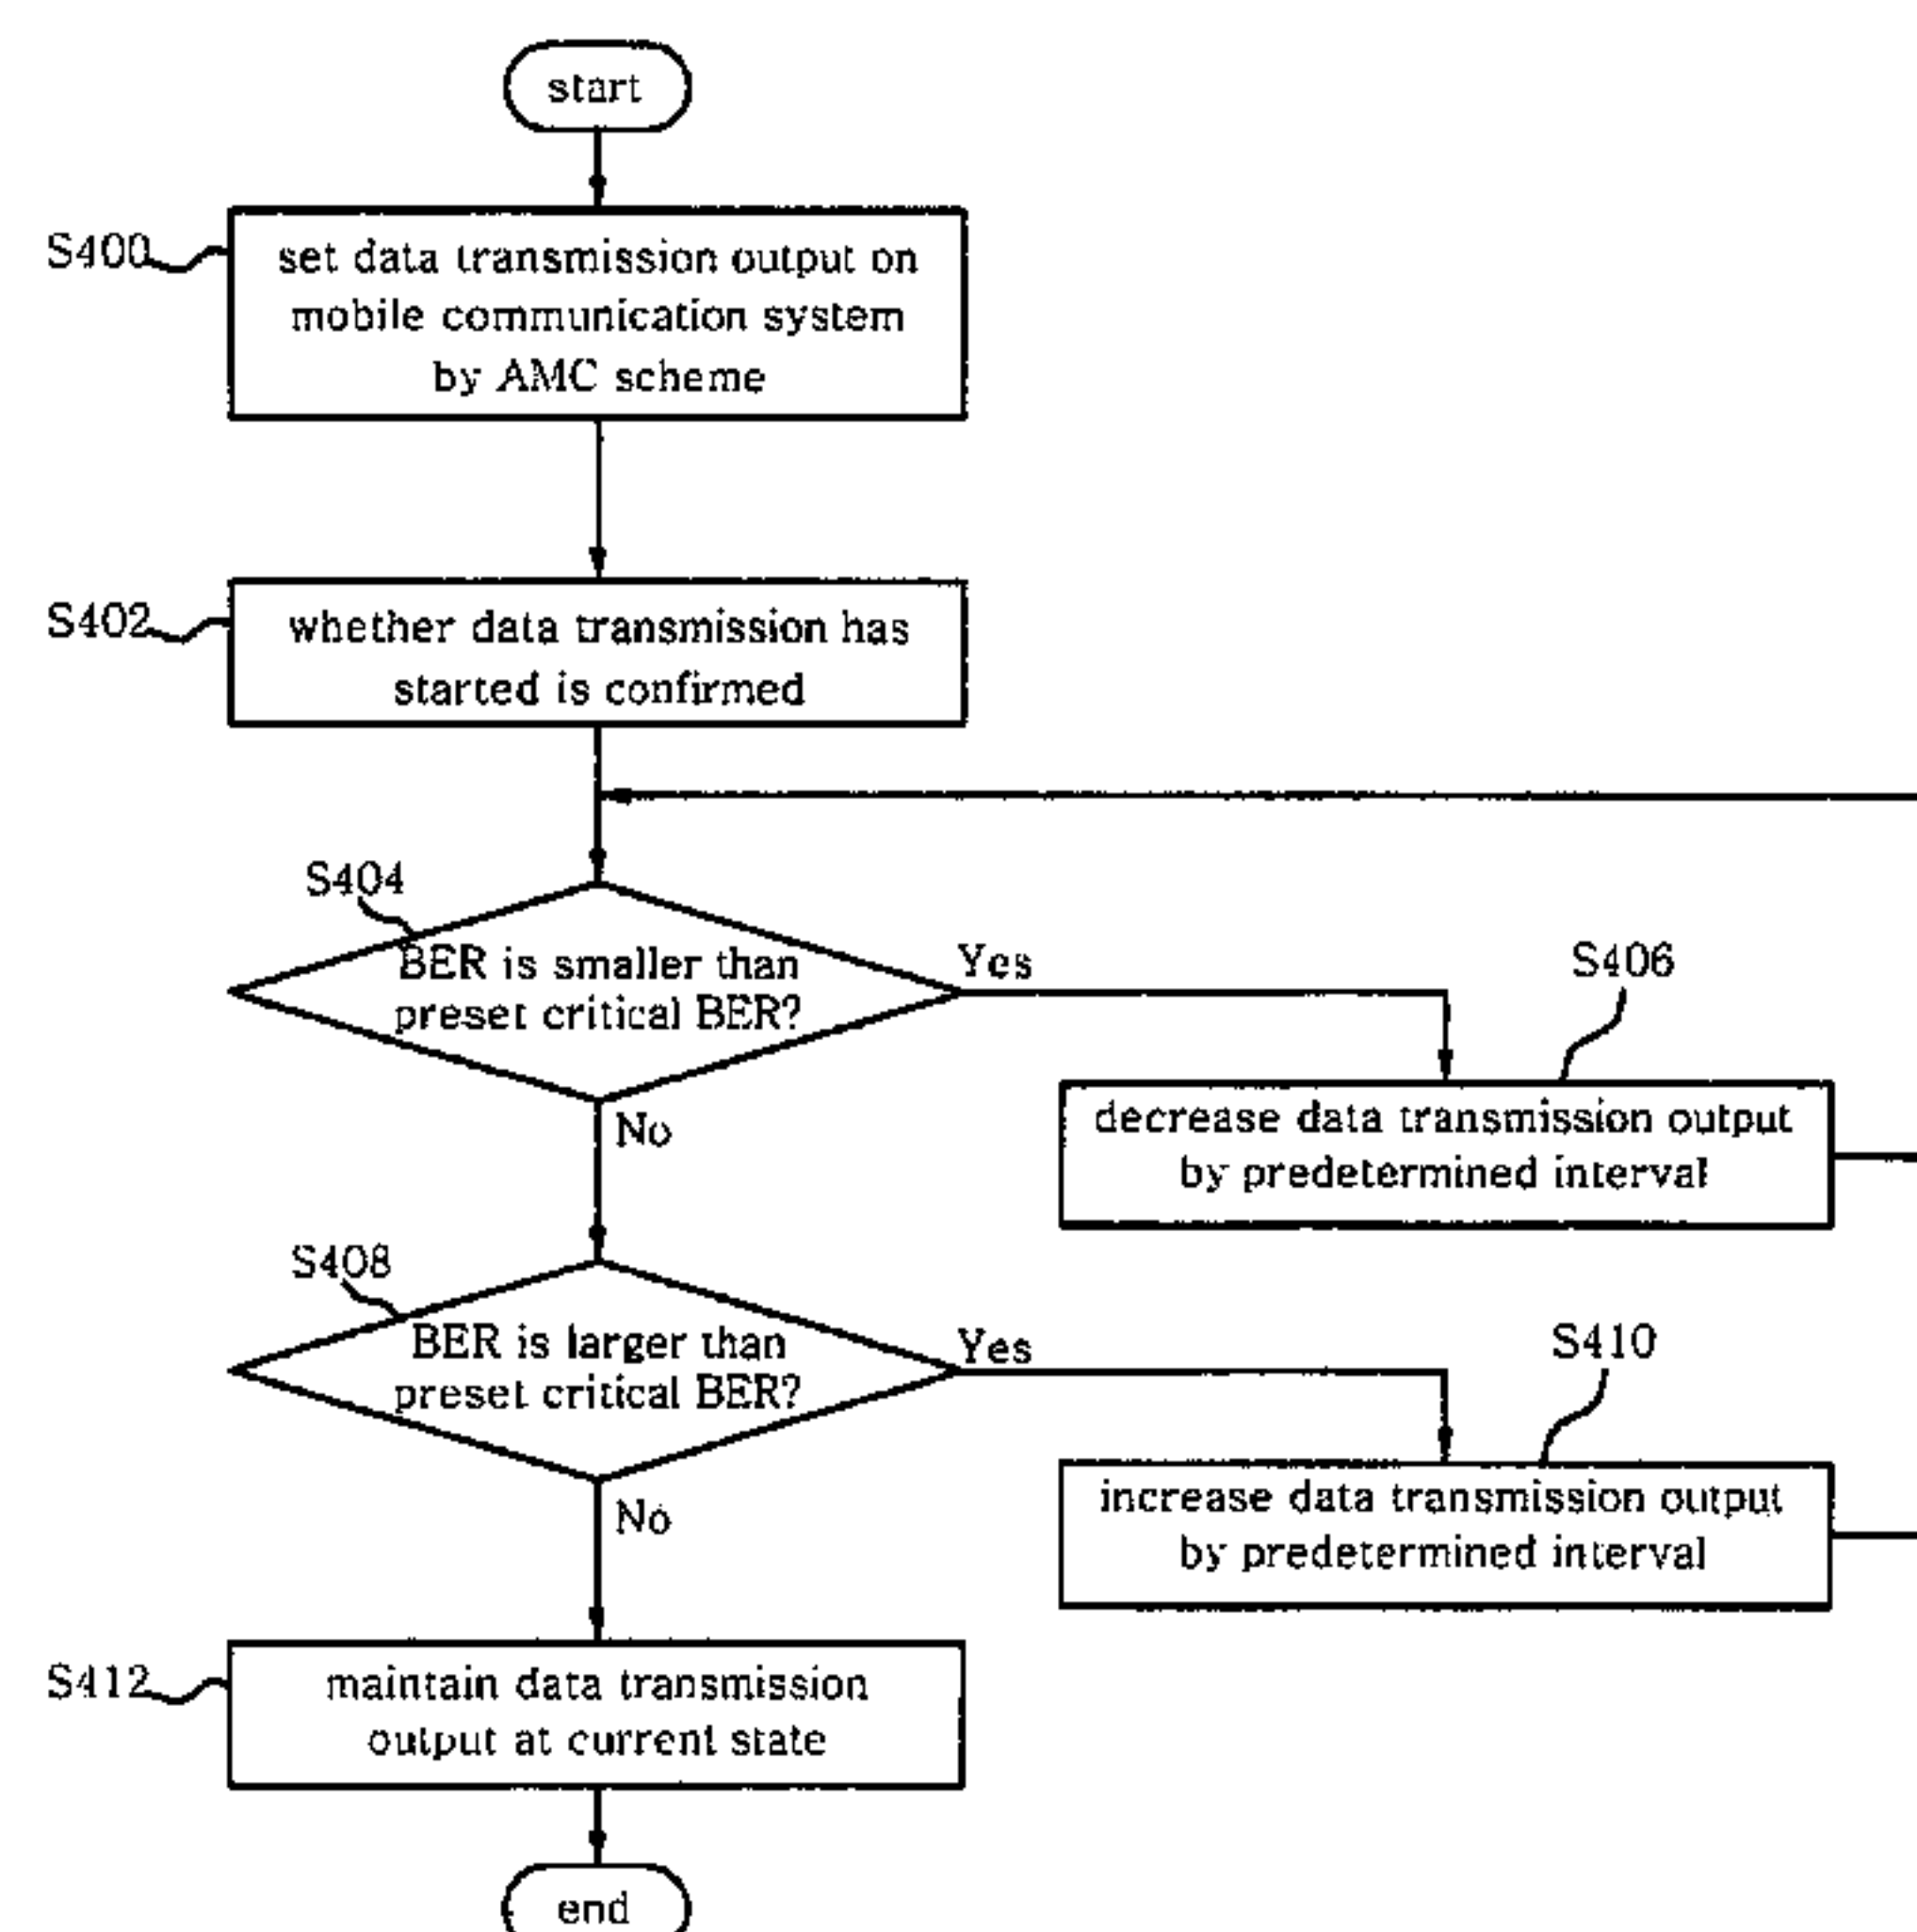 start
S400
set data transmission output on
mobile communication system
by AMC scheme
S402
whether data transmission has
started is confirmed
S404
BER is smaller than
preset critical BER?
Yes
No
S406
decrease data transmission output
by predetermined interval
S408
BER is larger than
preset critical BER?
Yes
No
S410
increase data transmission output
by predetermined interval
S412
maintain data transmission
output at current state
end